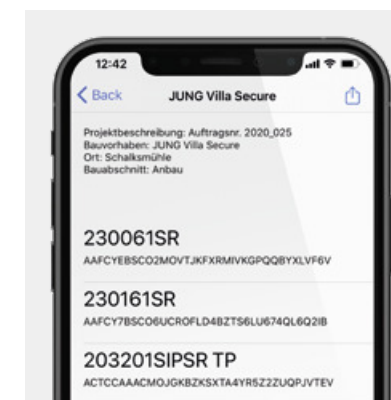 12:42
Back JUNG Villa Secure
Projektbeschreibung: Auftragsnr. 2020_025
Bauvorhaben: JUNG Villa Secure
Ort: Schalksmühle
Bauabschnitt: Anbau
230061SR
AAFCYEBSCO2MOVTJKFXRMIVKGPQQBYXLVF6V
230161SR
AAFCY7BSCO6UCROFLD4BZTS6LU674QL6Q2IB
203201SIPSR TP
ACTCCAAACMOJGKBZKSXTA4YR5Z2ZUQPJVTEV